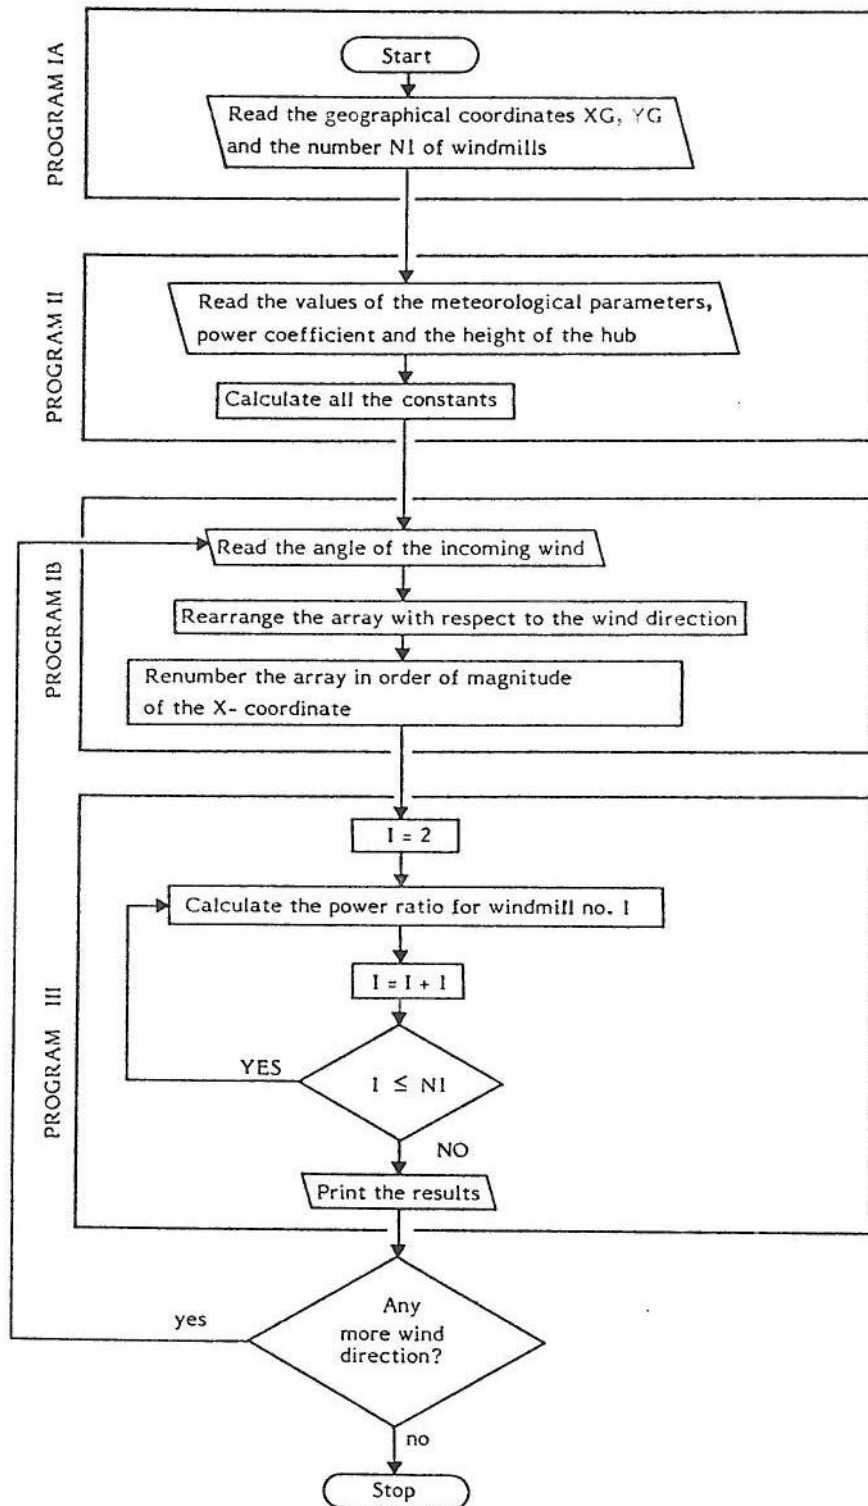 PROGRAM IA
Start
Read the geographical coordinates XG, YG
and the number N1 of windmills
PROGRAM II
Read the values of the meteorological parameters,
power coefficient and the height of the hub
Calculate all the constants
PROGRAM IB
Read the angle of the incoming wind
Rearrange the array with respect to the wind direction
Renumber the array in order of magnitude
of the X- coordinate
PROGRAM III
I = 2
Calculate the power ratio for windmill no. I
I = I + 1
YES
I ≤ N1
NO
Print the results
yes
Any
more wind
direction?
no
Stop